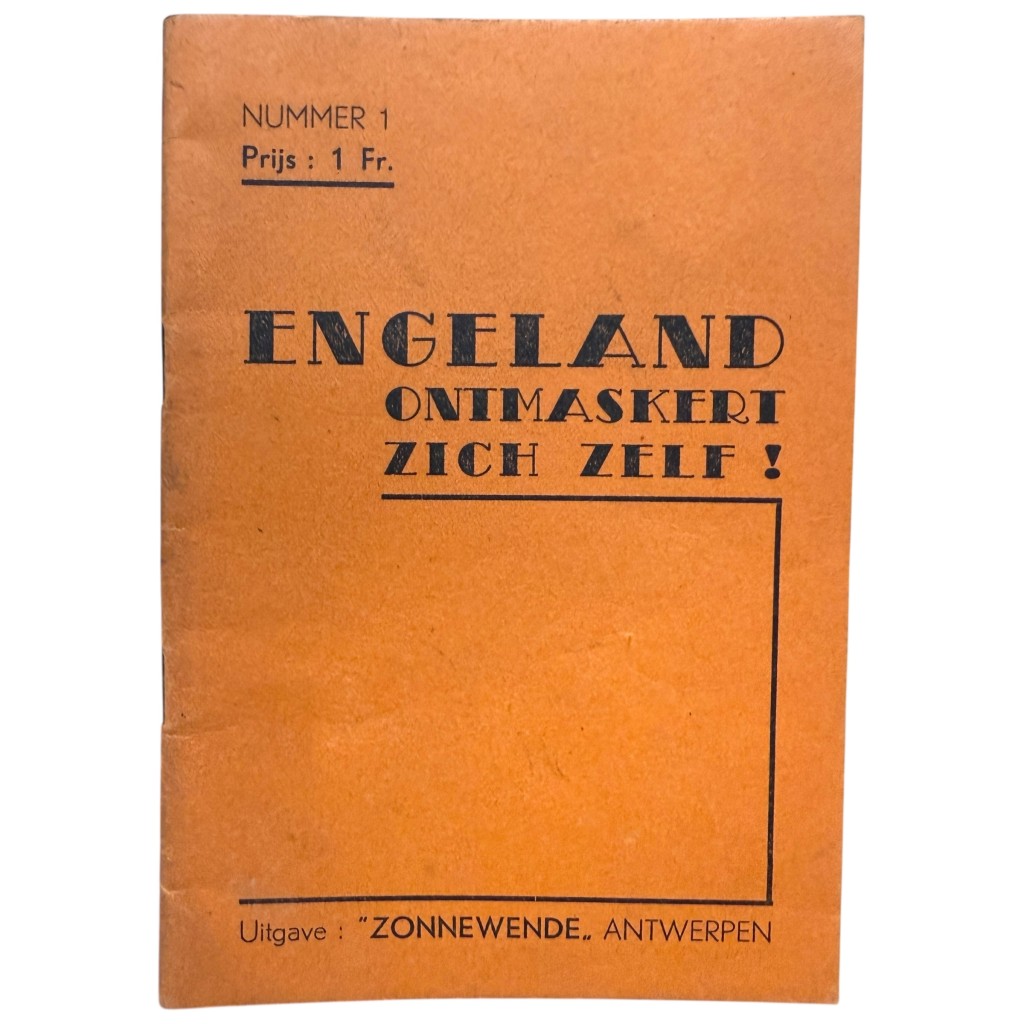 NUMMER 1
Prijs : 1 Fr.
ENGELAND
ONTMASKERT
ZICH ZELF !
Uitgave : "ZONNEWENDE„ ANTWERPEN